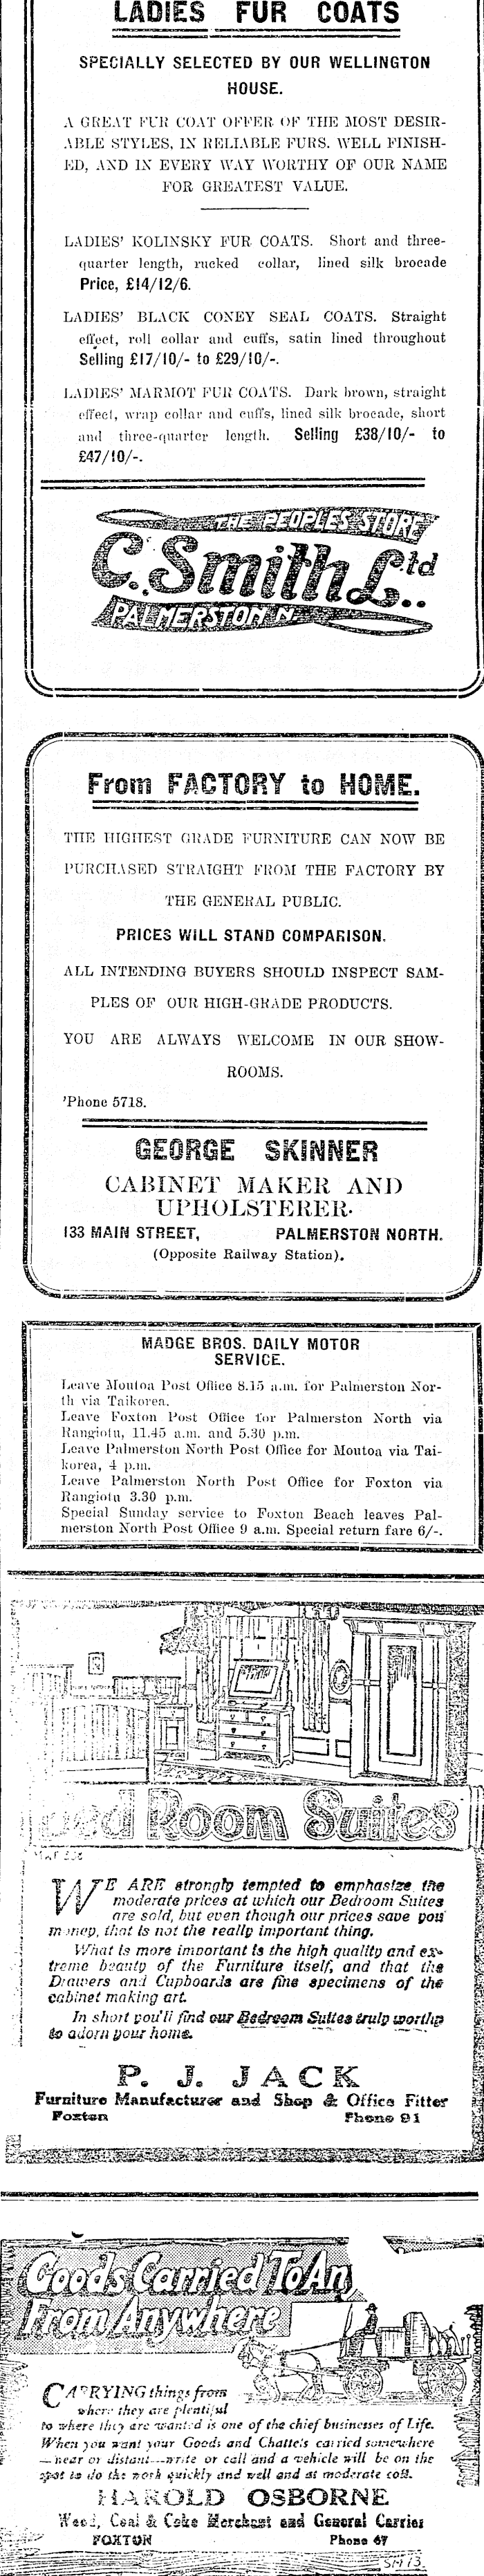 LADIES FUR COATS
SPECIALLY SELECTED BY OUR WELLINGTON
HOUSE.
A GREAT FUR COAT OFFER OF THE MOST DESIR-
ABLE STYLES, IN RELIABLE FURS. WELL FINISH-
ED, AND IN EVERY WAY WORTHY OF OUR NAME
FOR GREATEST VALUE.
LADIES' KOLINSKY FUR COATS. Short and three-
quarter length, rucked collar, lined silk brocade
Price, £14/12/6.
LADIES' BLACK CONEY SEAL COATS. Straight
effect, roll collar and cuffs, satin lined throughout
Selling £17/10/- to £29/10/-.
LADIES' MARMOT FUR COATS. Dark brown, straight
effect, wrap collar and cuffs, lined silk brocade, short
and three-quarter length. Selling £38/10/- to
£47/10/-.
THE PEOPLES STORE
C. Smith Ltd
PALMERSTON N.
From FACTORY to HOME.
THE HIGHEST GRADE FURNITURE CAN NOW BE
PURCHASED STRAIGHT FROM THE FACTORY BY
THE GENERAL PUBLIC.
PRICES WILL STAND COMPARISON.
ALL INTENDING BUYERS SHOULD INSPECT SAM-
PLES OF OUR HIGH-GRADE PRODUCTS.
YOU ARE ALWAYS WELCOME IN OUR SHOW-
ROOMS.
'Phone 5718.
GEORGE SKINNER
CABINET MAKER AND
UPHOLSTERER.
133 MAIN STREET, PALMERSTON NORTH.
(Opposite Railway Station).
MADGE BROS. DAILY MOTOR
SERVICE.
Leave Moutoa Post Office 8.15 a.m. for Palmerston Nor-
th via Taikorea.
Leave Foxton Post Office for Palmerston North via
Rangiotu, 11.45 a.m. and 5.30 p.m.
Leave Palmerston North Post Office for Moutoa via Tai-
korea, 4 p.m.
Leave Palmerston North Post Office for Foxton via
Rangiotu 3.30 p.m.
Special Sunday service to Foxton Beach leaves Pal-
merston North Post Office 9 a.m. Special return fare 6/-.
Bed Room Suites
WE ARE strongly tempted to emphasize the
moderate prices at which our Bedroom Suites
are sold, but even though our prices save you
money, that is not the really important thing.
What is more important is the high quality and ex-
treme beauty of the Furniture itself, and that the
Drawers and Cupboards are fine specimens of the
cabinet making art.
In short you'll find our Bedroom Suites truly worthy
to adorn your home.
P. J. JACK
Furniture Manufacturer and Shop & Office Fitter
Foxton Phone 91
Goods Carried To An
From Anywhere
CARRYING things from
where they are plentiful
to where they are wanted is one of the chief businesses of Life.
When you want your Goods and Chattels carried somewhere
—near or distant—write or call and a vehicle will be on the
spot to do the work quickly and well and at moderate cost.
HAROLD OSBORNE
Wood, Coal & Coke Merchant and General Carrier
FOXTON Phone 67
SM 13